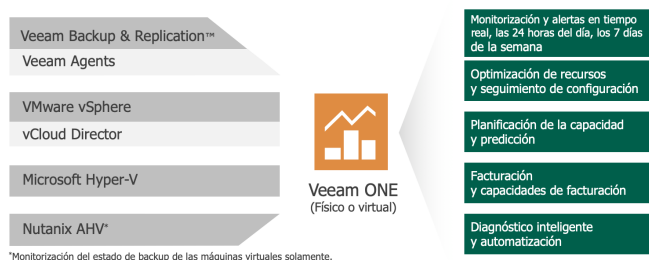 Veeam Backup & Replication™
Veeam Agents
VMware vSphere
vCloud Director
Microsoft Hyper-V
Nutanix AHV*
*Monitorización del estado de backup de las máquinas virtuales solamente.
Veeam ONE
(Físico o virtual)
Monitorización y alertas en tiempo
real, las 24 horas del día, los 7 días
de la semana
Optimización de recursos
y seguimiento de configuración
Planificación de la capacidad
y predicción
Facturación
y capacidades de facturación
Diagnóstico inteligente
y automatización